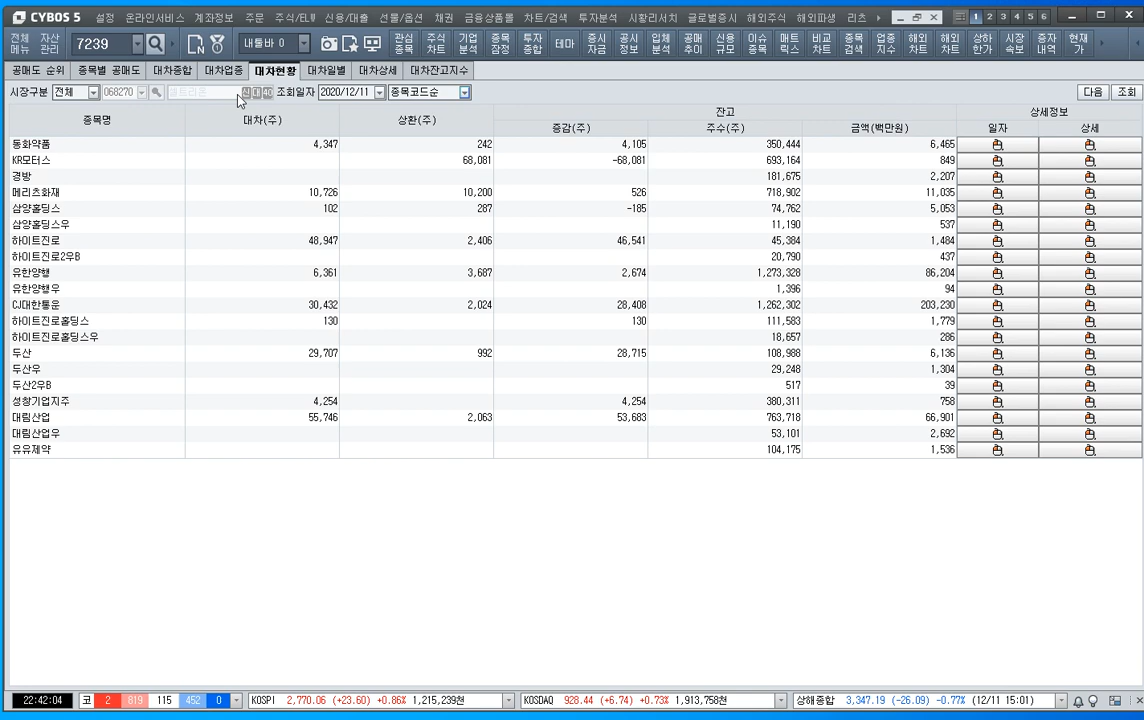 CYBOS 5 설정 온라인서비스 계좌정보 주문 주식/ELW 신용/대출 선물/옵션 채권 금융상품몰 차트/검색 투자분석 시황리서치 글로벌증시 해외주식 해외파생 리츠 1 2 3 4 5 6
전체메뉴 자산관리 7239 내툴바 0 관심종목 주식차트 기업분석 종목잠정 투자종합 테마 증시자금 공시정보 입체분석 공매추이 신용규모 이슈종목 매트릭스 비교차트 종목검색 업종지수 해외차트 해외차트 상하한가 시장속보 증자내역 현재가
공매도 순위 종목별 공매도 대차종합 대차업종 대차현황 대차일별 대차상세 대차잔고지수
시장구분 전체 068270 셀트리온 신 대 40 조회일자 2020/12/11 종목코드순 다음 조회
종목명 대차(주) 상환(주) 잔고 상세정보
증감(주) 주수(주) 금액(백만원) 일자 상세
동화약품 4,347 242 4,105 350,444 6,465
KR모터스 68,081 -68,081 693,164 849
경방 181,675 2,207
메리츠화재 10,726 10,200 526 718,902 11,035
삼양홀딩스 102 287 -185 74,762 5,053
삼양홀딩스우 11,190 537
하이트진로 48,947 2,406 46,541 45,384 1,484
하이트진로2우B 20,790 437
유한양행 6,361 3,687 2,674 1,273,328 86,204
유한양행우 1,396 94
CJ대한통운 30,432 2,024 28,408 1,262,302 203,230
하이트진로홀딩스 130 130 111,583 1,779
하이트진로홀딩스우 18,657 286
두산 29,707 992 28,715 108,988 6,136
두산우 29,248 1,304
두산2우B 517 39
성창기업지주 4,254 4,254 380,311 758
대림산업 55,746 2,063 53,683 763,718 66,901
대림산업우 53,101 2,692
유유제약 104,175 1,536
22:42:04 코 2 819 115 452 0 KOSPI 2,770.06 (+23.60) +0.86% 1,215,239천 KOSDAQ 928.44 (+6.74) +0.73% 1,913,758천 상해종합 3,347.19 (-26.09) -0.77% (12/11 15:01)